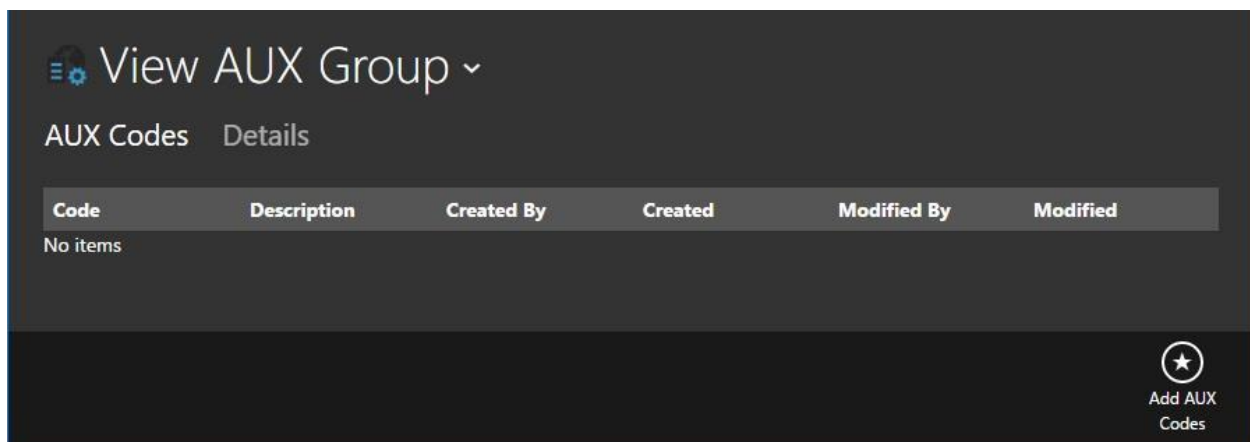 View AUX Group
AUX Codes Details
Code Description Created By Created Modified By Modified
No items
Add AUX
Codes